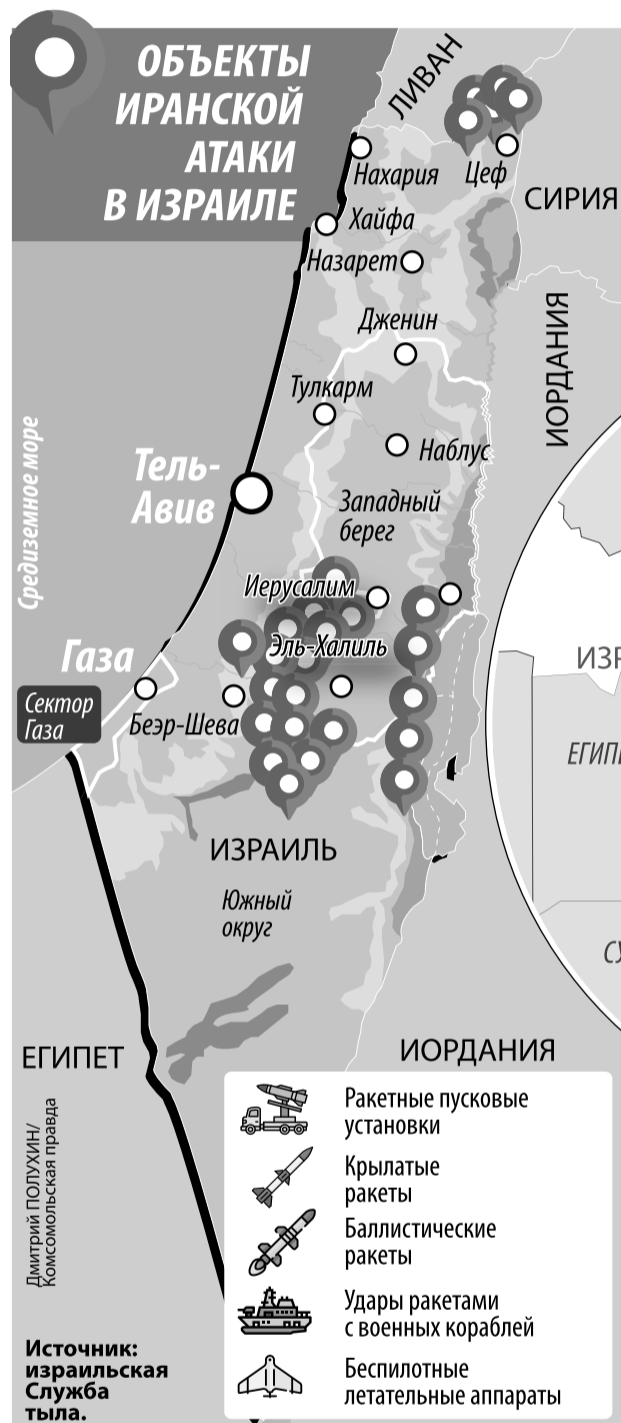 ОБЪЕКТЫ
ИРАНСКОЙ
АТАКИ
В ИЗРАИЛЕ
ЛИВАН
Нахария
Цеф
СИРИЯ
Хайфа
Назарет
Дженин
ИОРДАНИЯ
Тулкарм
Наблус
Средиземное море
Тель-
Авив
Западный
берег
Иерусалим
Эль-Халиль
Газа
Сектор
Газа
Беэр-Шева
ИЗР
ЕГИП
ИЗРАИЛЬ
Южный
округ
СУ
ЕГИПЕТ
ИОРДАНИЯ
Ракетные пусковые
установки
Крылатые
ракеты
Баллистические
ракеты
Удары ракетами
с военных кораблей
Беспилотные
летательные аппараты
Дмитрий ПОЛУХИН/
Комсомольская правда
Источник:
израильская
Служба
тыла.